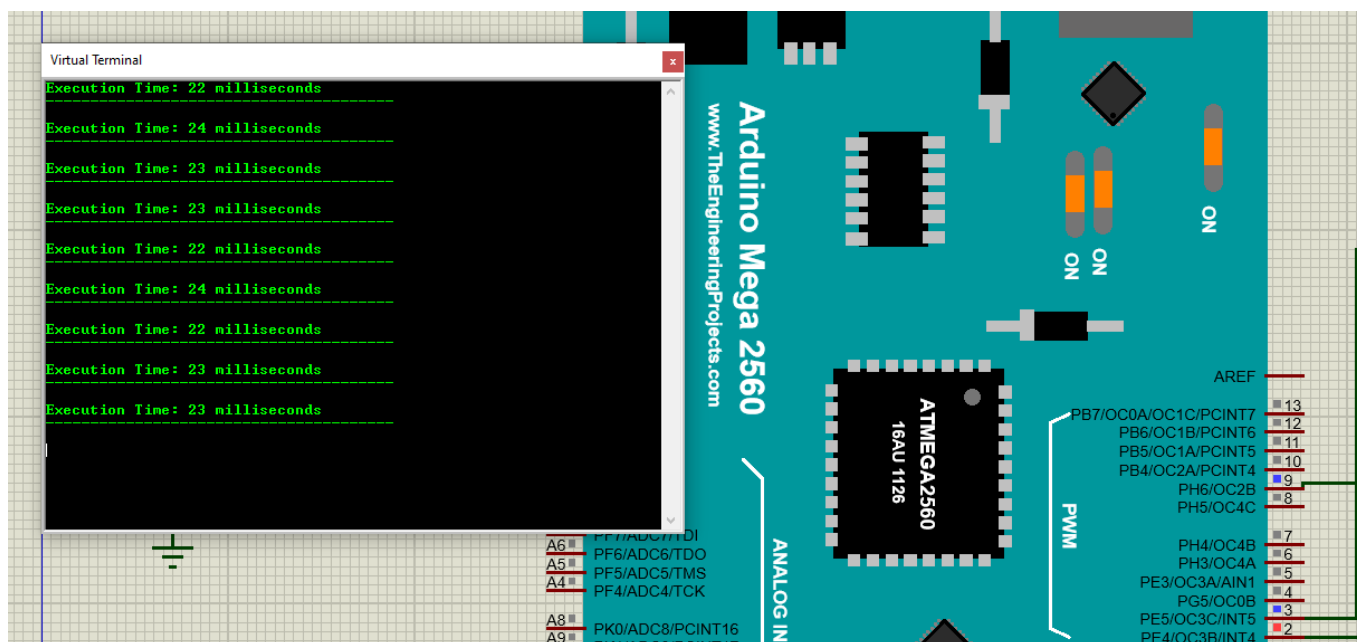 Virtual Terminal
x
Execution Time: 22 milliseconds
----------------------------------------
Execution Time: 24 milliseconds
----------------------------------------
Execution Time: 23 milliseconds
----------------------------------------
Execution Time: 23 milliseconds
----------------------------------------
Execution Time: 22 milliseconds
----------------------------------------
Execution Time: 24 milliseconds
----------------------------------------
Execution Time: 22 milliseconds
----------------------------------------
Execution Time: 23 milliseconds
----------------------------------------
Execution Time: 23 milliseconds
----------------------------------------
Arduino Mega 2560
www.TheEngineeringProjects.com
ON
ON
ON
ATMEGA2560
16AU 1126
AREF
PB7/OC0A/OC1C/PCINT7 13
PB6/OC1B/PCINT6 12
PB5/OC1A/PCINT5 11
PB4/OC2A/PCINT4 10
PH6/OC2B 9
PH5/OC4C 8
PWM
PH4/OC4B 7
PH3/OC4A 6
PE3/OC3A/AIN1 5
PG5/OC0B 4
PE5/OC3C/INT5 3
PE4/OC3B/INT4 2
PF7/ADC7/TDI
A6 PF6/ADC6/TDO
A5 PF5/ADC5/TMS
A4 PF4/ADC4/TCK
ANALOG IN
A8 PK0/ADC8/PCINT16
A9